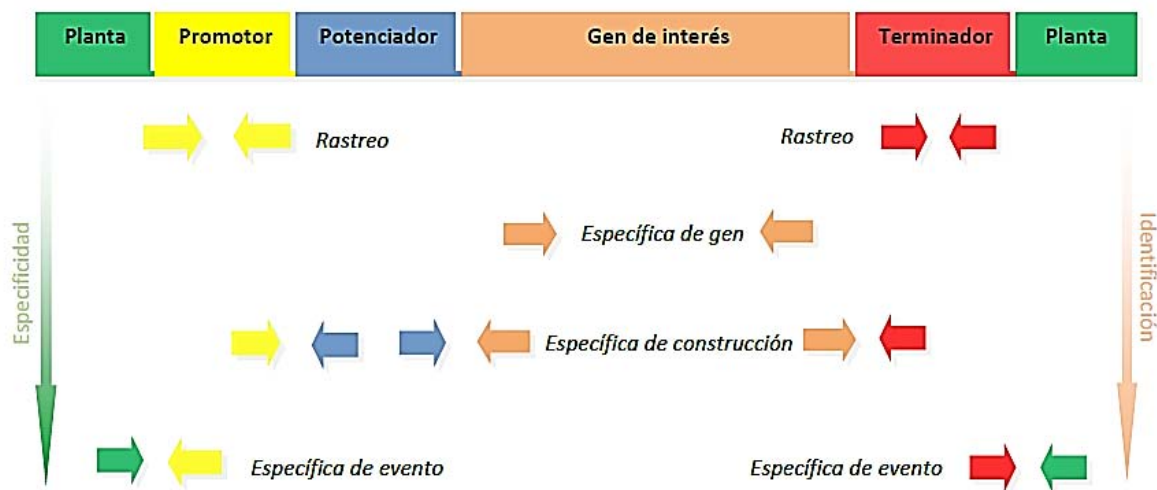 Planta Promotor Potenciador Gen de interés Terminador Planta
Rastreo Rastreo
Específica de gen
Específica de construcción
Específica de evento Específica de evento
Especificidad
Identificación